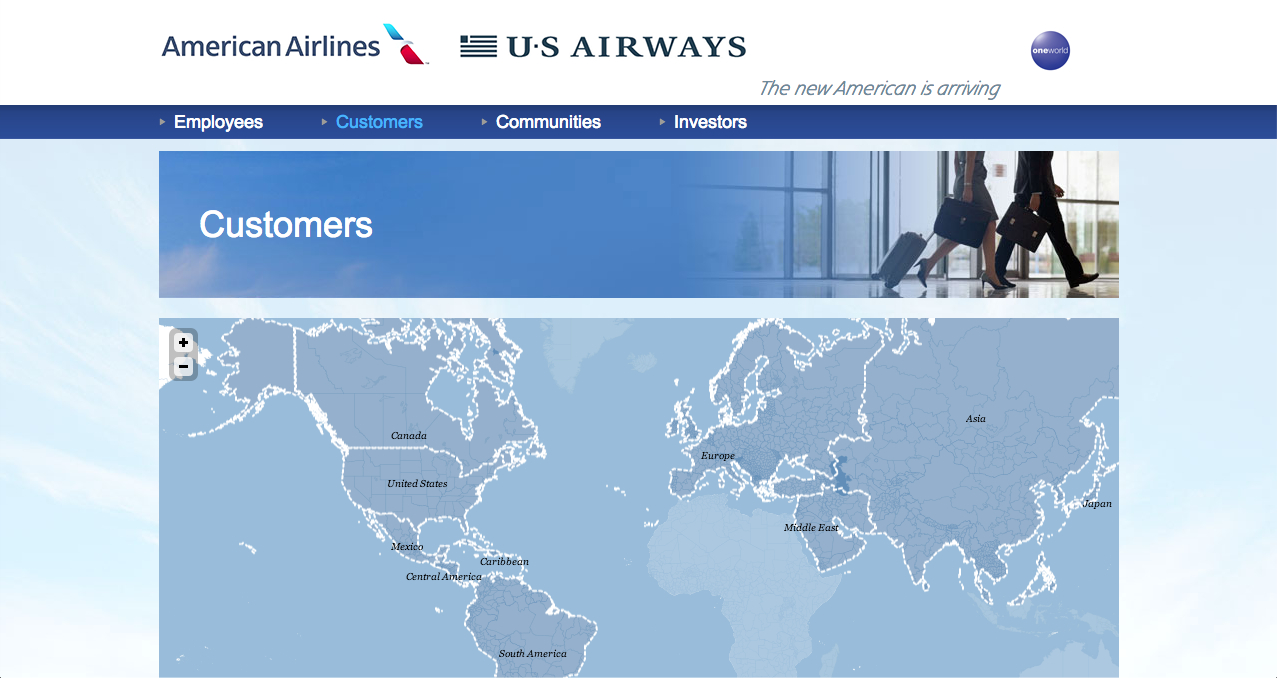 American Airlines
U·S AIRWAYS
oneworld
The new American is arriving
Employees
Customers
Communities
Investors
Customers
+
−
Canada
Asia
Europe
United States
Japan
Middle East
Mexico
Caribbean
Central America
South America